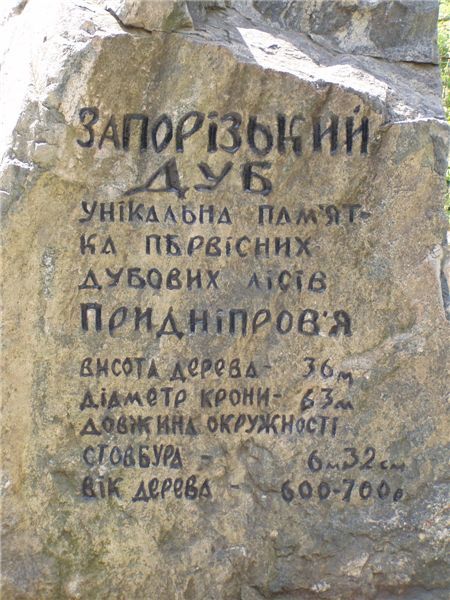 ЗАПОРІЗЬКИЙ
ДУБ
УНІКАЛЬНА ПАМ'ЯТ-
КА ПЕРВІСНИХ
ДУБОВИХ ЛІСІВ
ПРИДНІПРОВ'Я
ВИСОТА ДЕРЕВА- 36м
ДІАМЕТР КРОНИ- 63м
ДОВЖИНА ОКРУЖНОСТІ
СТОВБУРА - 6м32см
ВІК ДЕРЕВА - 600-700р